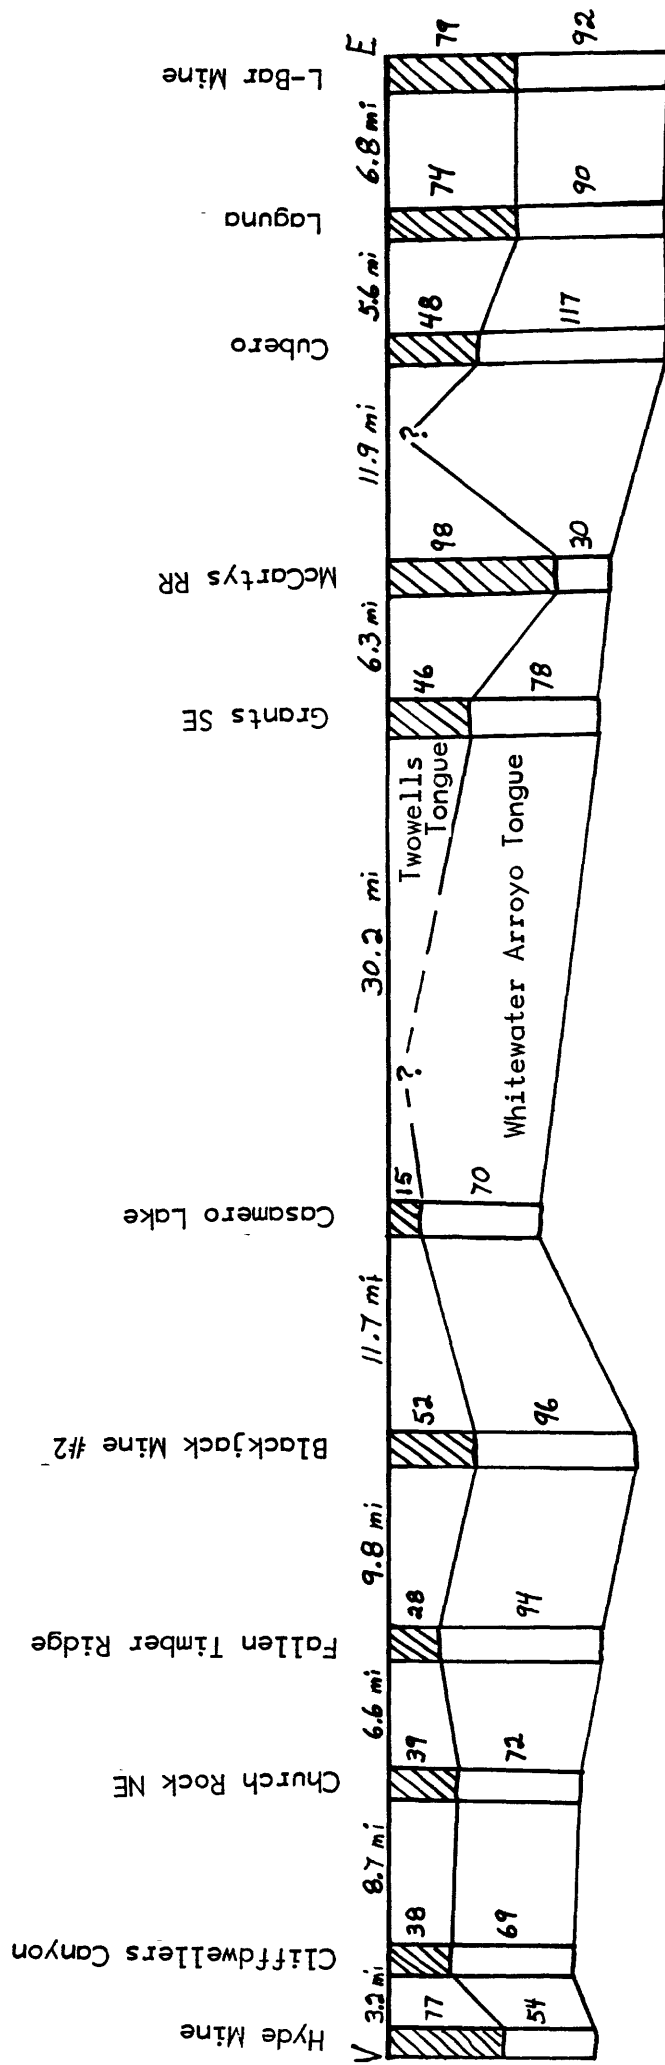 V
E
Hyde Mine
Cliffdwellers Canyon
Church Rock NE
Fallen Timber Ridge
Blackjack Mine #2
Casamero Lake
Grants SE
McCartys RR
Cubero
Laguna
L-Bar Mine
3.2 mi
8.7 mi
6.6 mi
9.8 mi
11.7 mi
30.2 mi
6.3 mi
11.9 mi
5.6 mi
6.8 mi
77
38
39
28
52
15
46
98
48
74
79
? ?
Twowells
Tongue
Whitewater Arroyo Tongue
54
69
72
94
96
70
78
30
117
90
92